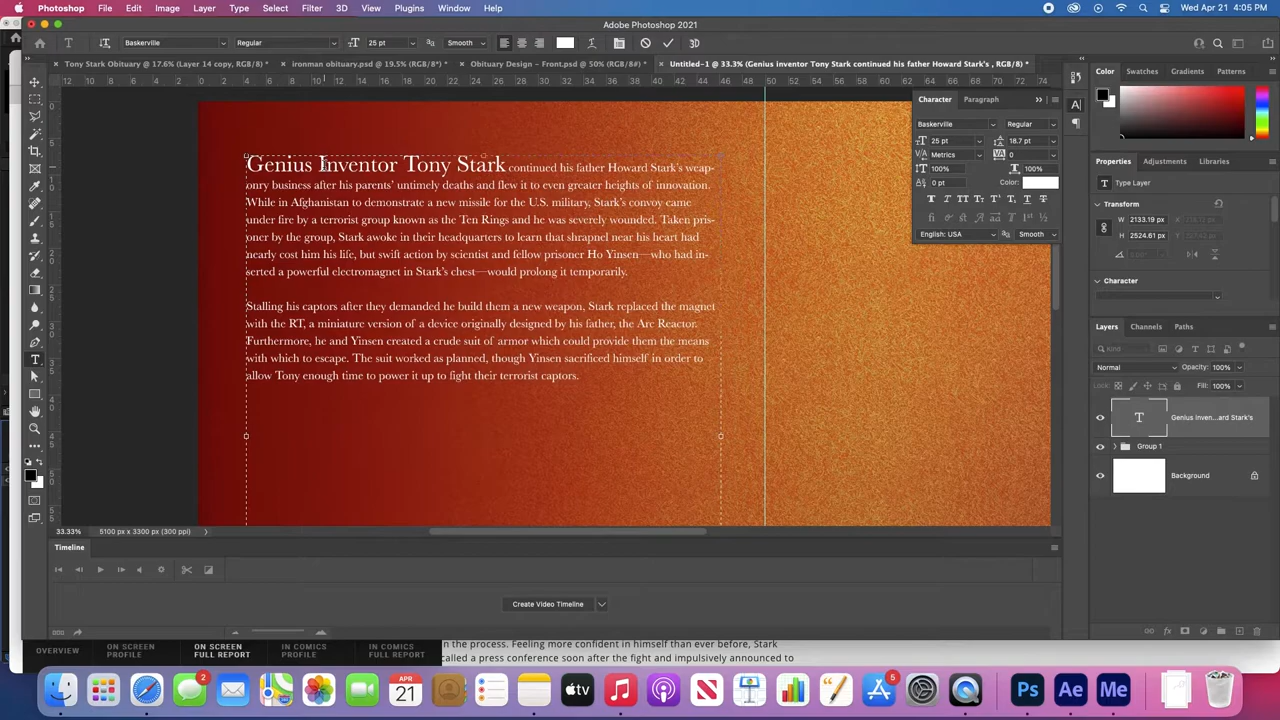 Photoshop File Edit Image Layer Type Select Filter 3D View Plugins Window Help Wed Apr 21 4:05 PM
Adobe Photoshop 2021
Baskerville Regular 25 pt Smooth 3D
Tony Stark Obituary @ 17.6% (Layer 14 copy, RGB/8) * ironman obituary.psd @ 19.5% (RGB/8*) * Obituary Design – Front.psd @ 50% (RGB/8#) * Untitled-1 @ 33.3% (Genius inventor Tony Stark continued his father Howard Stark's , RGB/8) *
Color Swatches Gradients Patterns
Character Paragraph
Baskerville Regular
25 pt 18.7 pt
Metrics 0
100% 100%
0 pt Color:
English: USA Smooth
Properties Adjustments Libraries
Type Layer
Transform
W 2133.19 px
H 2524.61 px
Character
Layers Channels Paths
Kind
Normal Opacity: 100%
Lock: Fill: 100%
Genius inven...ard Stark's
Group 1
Background
Genius Inventor Tony Stark continued his father Howard Stark's weap-
onry business after his parents' untimely deaths and flew it to even greater heights of innovation.
While in Afghanistan to demonstrate a new missile for the U.S. military, Stark's convoy came
under fire by a terrorist group known as the Ten Rings and he was severely wounded. Taken pris-
oner by the group, Stark awoke in their headquarters to learn that shrapnel near his heart had
nearly cost him his life, but swift action by scientist and fellow prisoner Ho Yinsen—who had in-
serted a powerful electromagnet in Stark's chest—would prolong it temporarily.
Stalling his captors after they demanded he build them a new weapon, Stark replaced the magnet
with the RT, a miniature version of a device originally designed by his father, the Arc Reactor.
Furthermore, he and Yinsen created a crude suit of armor which could provide them the means
with which to escape. The suit worked as planned, though Yinsen sacrificed himself in order to
allow Tony enough time to power it up to fight their terrorist captors.
33.33% 5100 px x 3300 px (300 ppi)
Timeline
Create Video Timeline
OVERVIEW
ON SCREEN PROFILE
ON SCREEN FULL REPORT
IN COMICS PROFILE
IN COMICS FULL REPORT
n the process. Feeling more confident in himself than ever before, Stark
called a press conference soon after the fight and impulsively announced to
APR
21
2
tv
5
Ps Ae Me